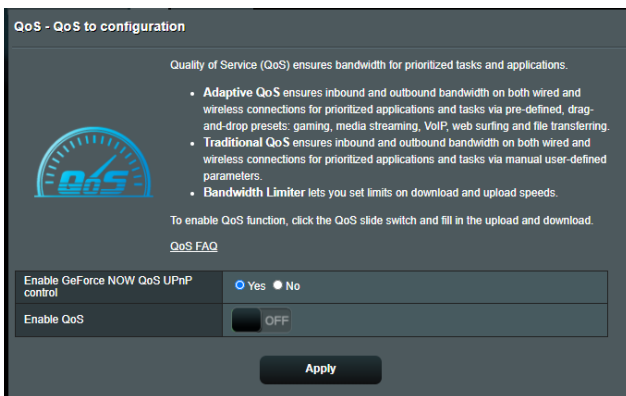 QoS - QoS to configuration
Quality of Service (QoS) ensures bandwidth for prioritized tasks and applications.
• Adaptive QoS ensures inbound and outbound bandwidth on both wired and
wireless connections for prioritized applications and tasks via pre-defined, drag-
and-drop presets: gaming, media streaming, VoIP, web surfing and file transferring.
• Traditional QoS ensures inbound and outbound bandwidth on both wired and
wireless connections for prioritized applications and tasks via manual user-defined
parameters.
• Bandwidth Limiter lets you set limits on download and upload speeds.
QoS
To enable QoS function, click the QoS slide switch and fill in the upload and download.
QoS FAQ
Enable GeForce NOW QoS UPnP
control
Yes No
Enable QoS
OFF
Apply